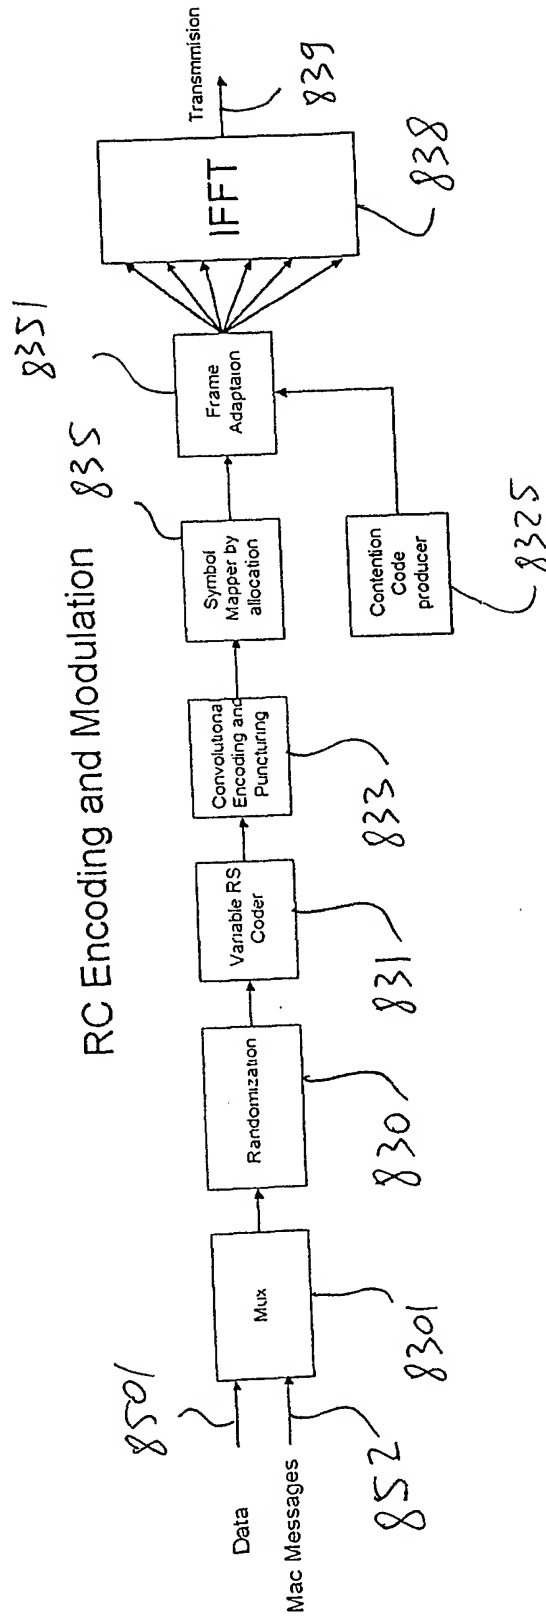 RC Encoding and Modulation
Data
8501
Mac Messages
852
Mux
8301
Randomization
830
Variable RS
Coder
831
Convolutional
Encoding and
Puncturing
833
Symbol
Mapper by
allocation
835
Frame
Adaptaion
8351
Contention
Code
producer
8325
IFFT
838
Transmmision
839